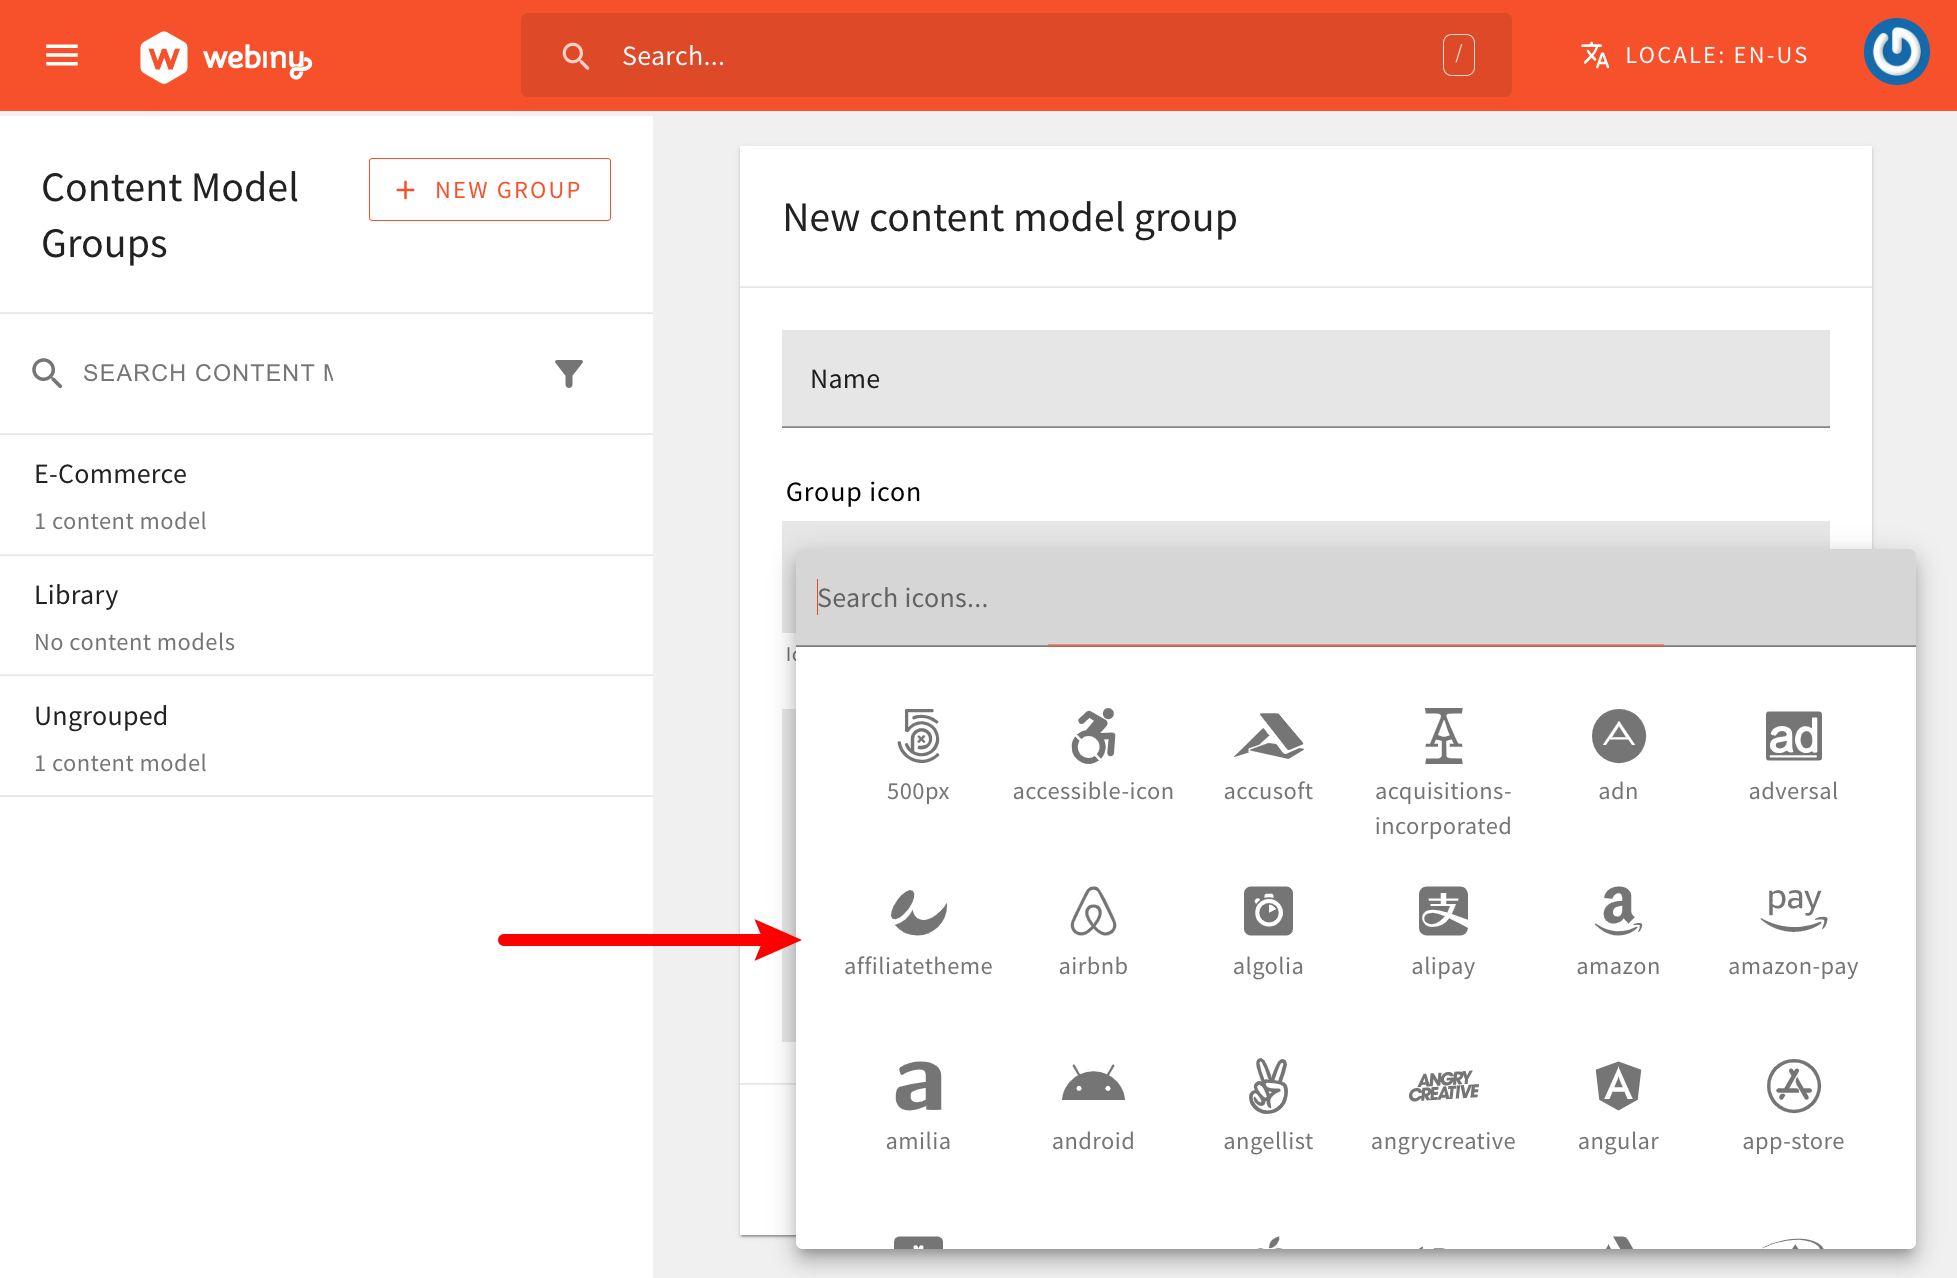 webiny
Search...
/
LOCALE: EN-US
Content Model
Groups
+ NEW GROUP
SEARCH CONTENT
E-Commerce
1 content model
Library
No content models
Ungrouped
1 content model
New content model group
Name
Group icon
Search icons...
500px
accessible-icon
accusoft
acquisitions-
incorporated
adn
ad
adversal
affiliatetheme
airbnb
algolia
支
alipay
a
amazon
pay
amazon-pay
a
amilia
android
angellist
ANGRY
CREATIVE
angrycreative
A
angular
app-store